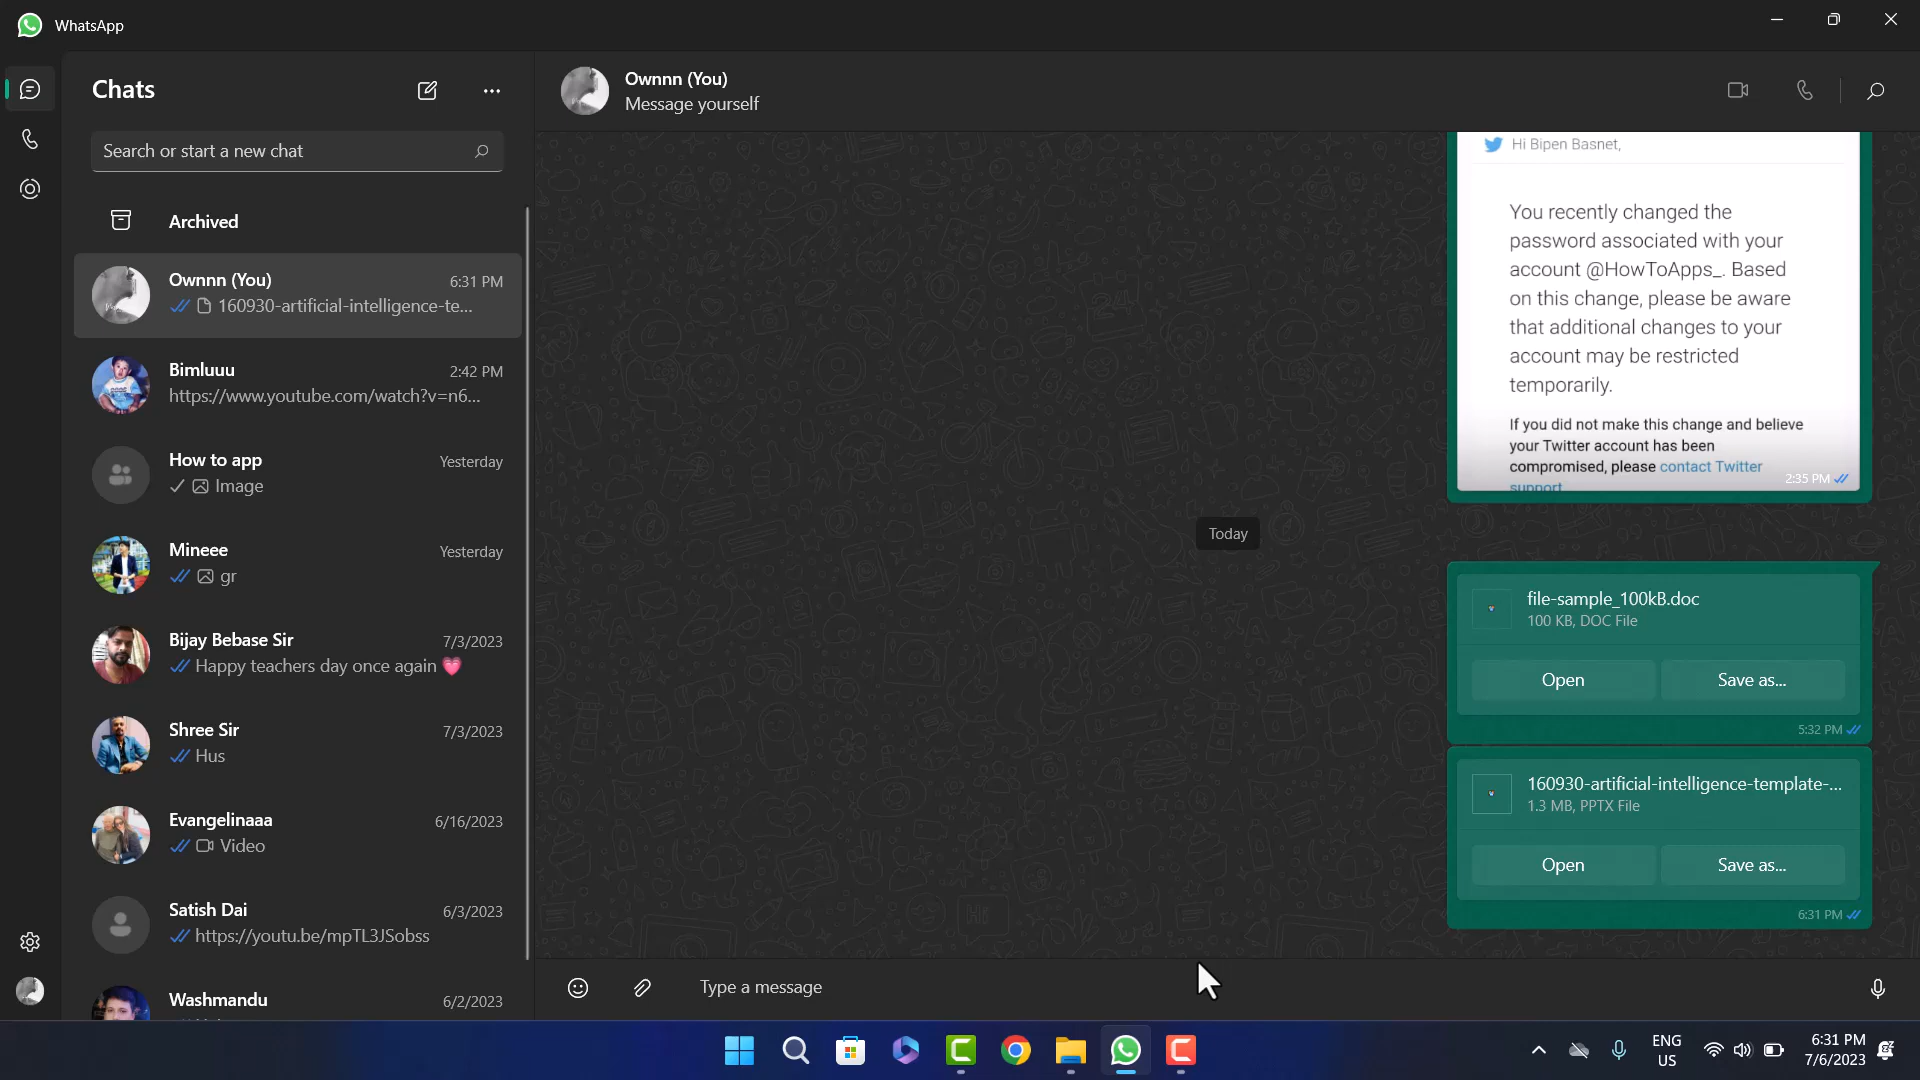 WhatsApp
Chats
Search or start a new chat
Archived
Ownnn (You)
6:31 PM
160930-artificial-intelligence-te...
Bimluuu
2:42 PM
https://www.youtube.com/watch?v=n6...
How to app
Yesterday
Image
Mineee
Yesterday
gr
Bijay Bebase Sir
7/3/2023
Happy teachers day once again 💗
Shree Sir
7/3/2023
Hus
Evangelinaaa
6/16/2023
Video
Satish Dai
6/3/2023
https://youtu.be/mpTL3JSobss
Washmandu
6/2/2023
Ownnn (You)
Message yourself
Hi Bipen Basnet,
You recently changed the
password associated with your
account @HowToApps_. Based
on this change, please be aware
that additional changes to your
account may be restricted
temporarily.
If you did not make this change and believe
your Twitter account has been
compromised, please contact Twitter
support
2:35 PM
Today
file-sample_100kB.doc
100 KB, DOC File
Open
Save as...
5:32 PM
160930-artificial-intelligence-template-...
1.3 MB, PPTX File
Open
Save as...
6:31 PM
Type a message
ENG
US
6:31 PM
7/6/2023